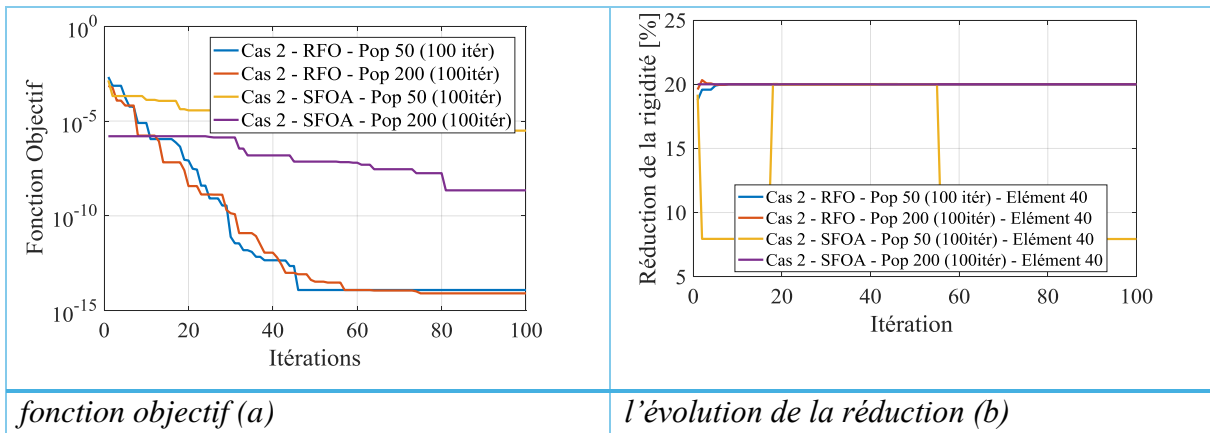 Fonction Objectif
10^0
10^-5
10^-10
10^-15
Cas 2 - RFO - Pop 50 (100 itér)
Cas 2 - RFO - Pop 200 (100itér)
Cas 2 - SFOA - Pop 50 (100itér)
Cas 2 - SFOA - Pop 200 (100itér)
0 20 40 60 80 100
Itérations
Réduction de la rigidité [%]
25
20
15
10
5
Cas 2 - RFO - Pop 50 (100 itér) - Elément 40
Cas 2 - RFO - Pop 200 (100itér) - Elément 40
Cas 2 - SFOA - Pop 50 (100itér) - Elément 40
Cas 2 - SFOA - Pop 200 (100itér) - Elément 40
0 20 40 60 80 100
Itération
fonction objectif (a)
l’évolution de la réduction (b)